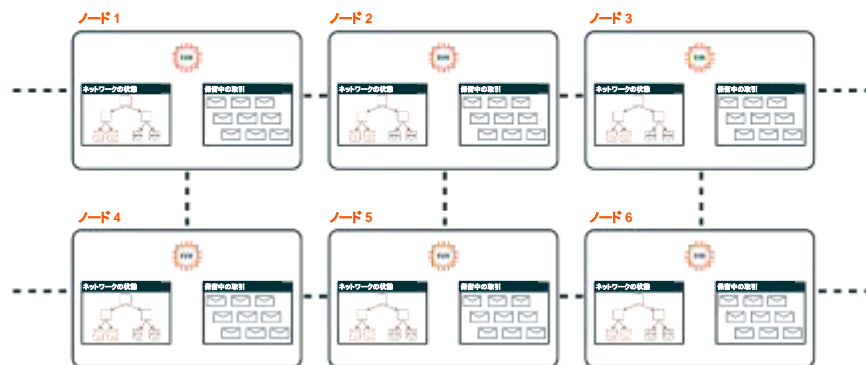 ノード 1
ノード 2
ノード 3
EVM
EVM
EVM
ネットワークの状態
保留中の取引
ネットワークの状態
保留中の取引
ネットワークの状態
保留中の取引
ノード 4
ノード 5
ノード 6
EVM
EVM
EVM
ネットワークの状態
保留中の取引
ネットワークの状態
保留中の取引
ネットワークの状態
保留中の取引